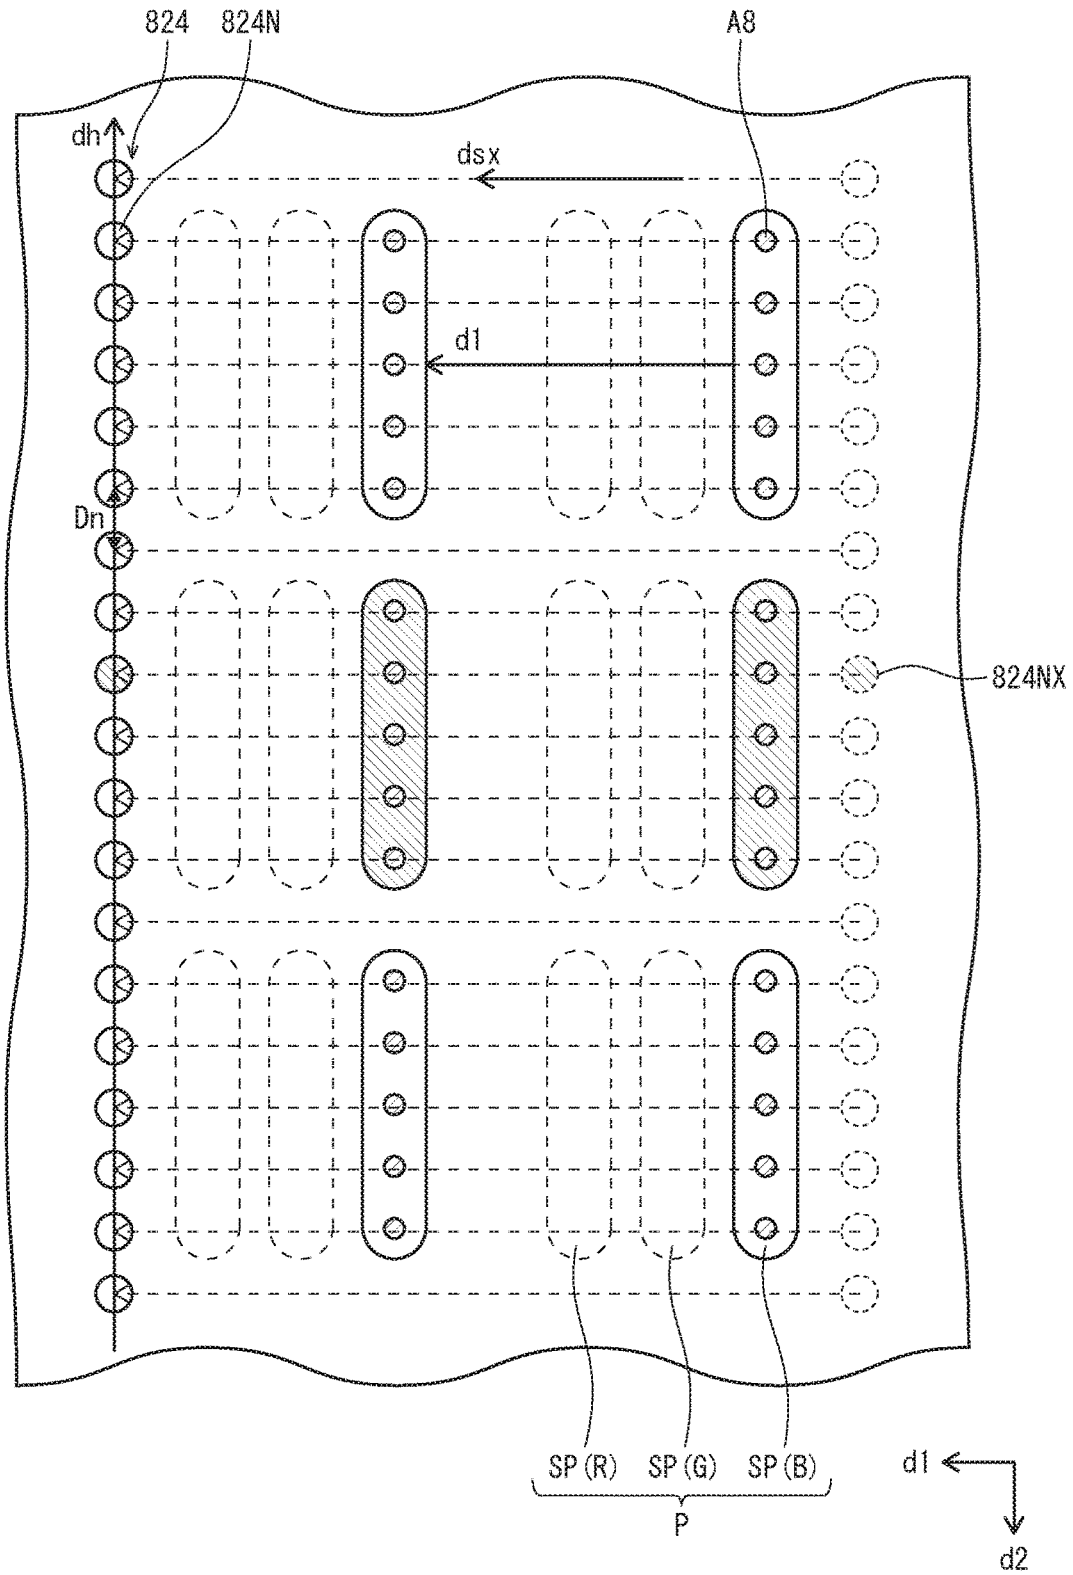 824 824N A8
dh
dsx
d1
Dn
824NX
SP(R) SP(G) SP(B)
P
d1
d2